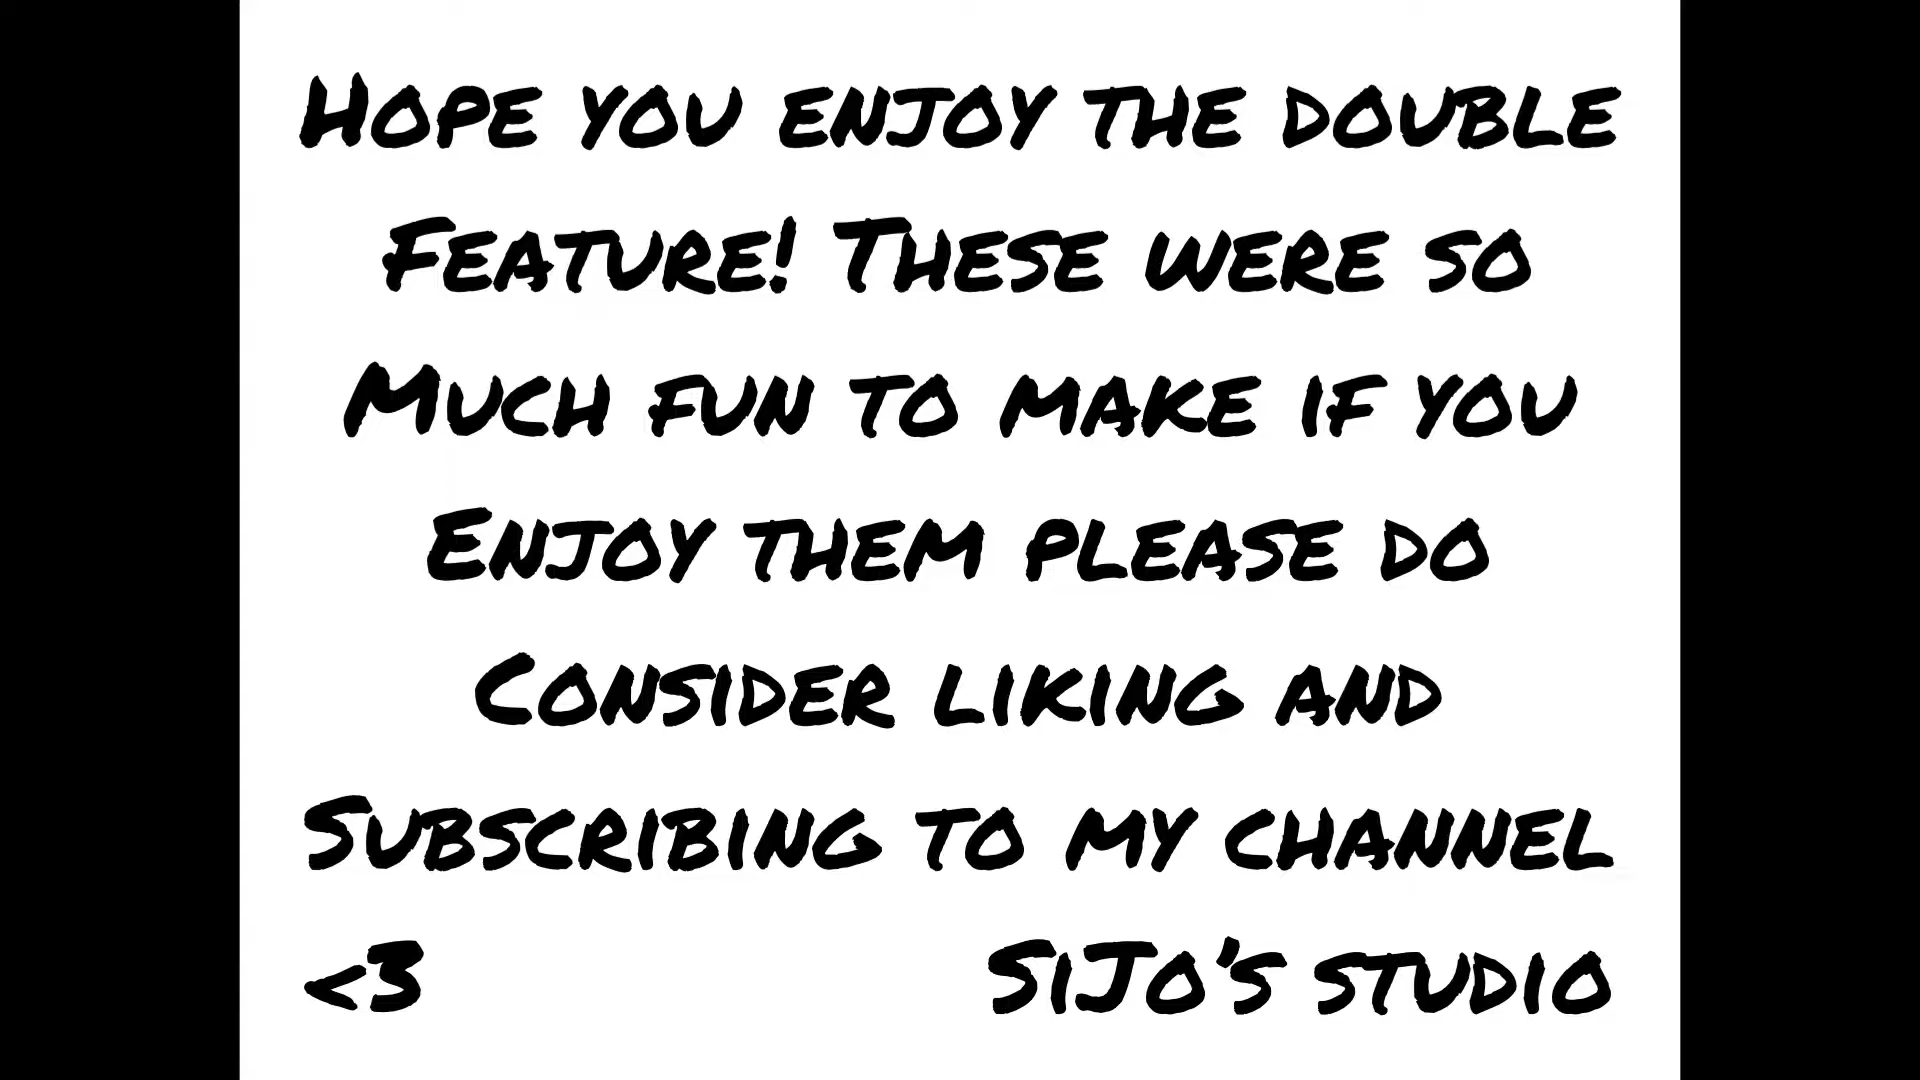 Hope you enjoy the double
Feature! These were so
Much fun to make if you
Enjoy them please do
Consider liking and
Subscribing to my channel
<3 SiJo's studio